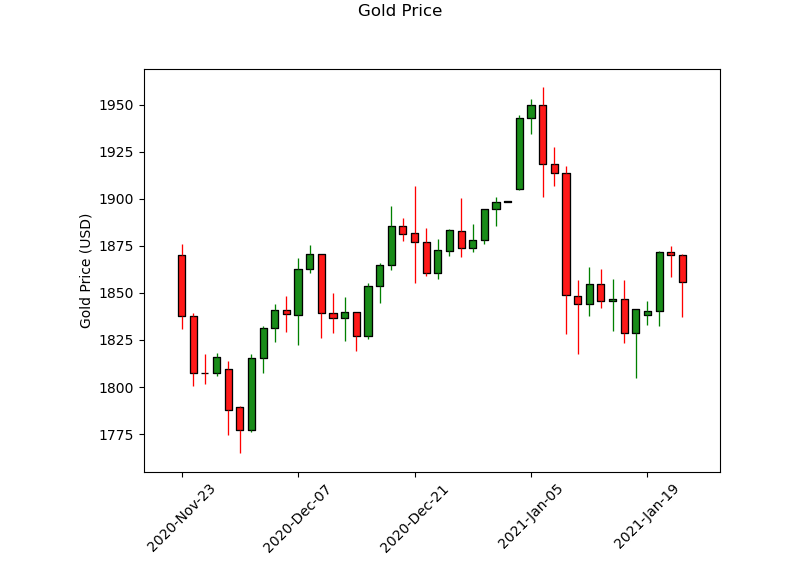 Gold Price
Gold Price (USD)
1950
1925
1900
1875
1850
1825
1800
1775
2020-Nov-23
2020-Dec-07
2020-Dec-21
2021-Jan-05
2021-Jan-19